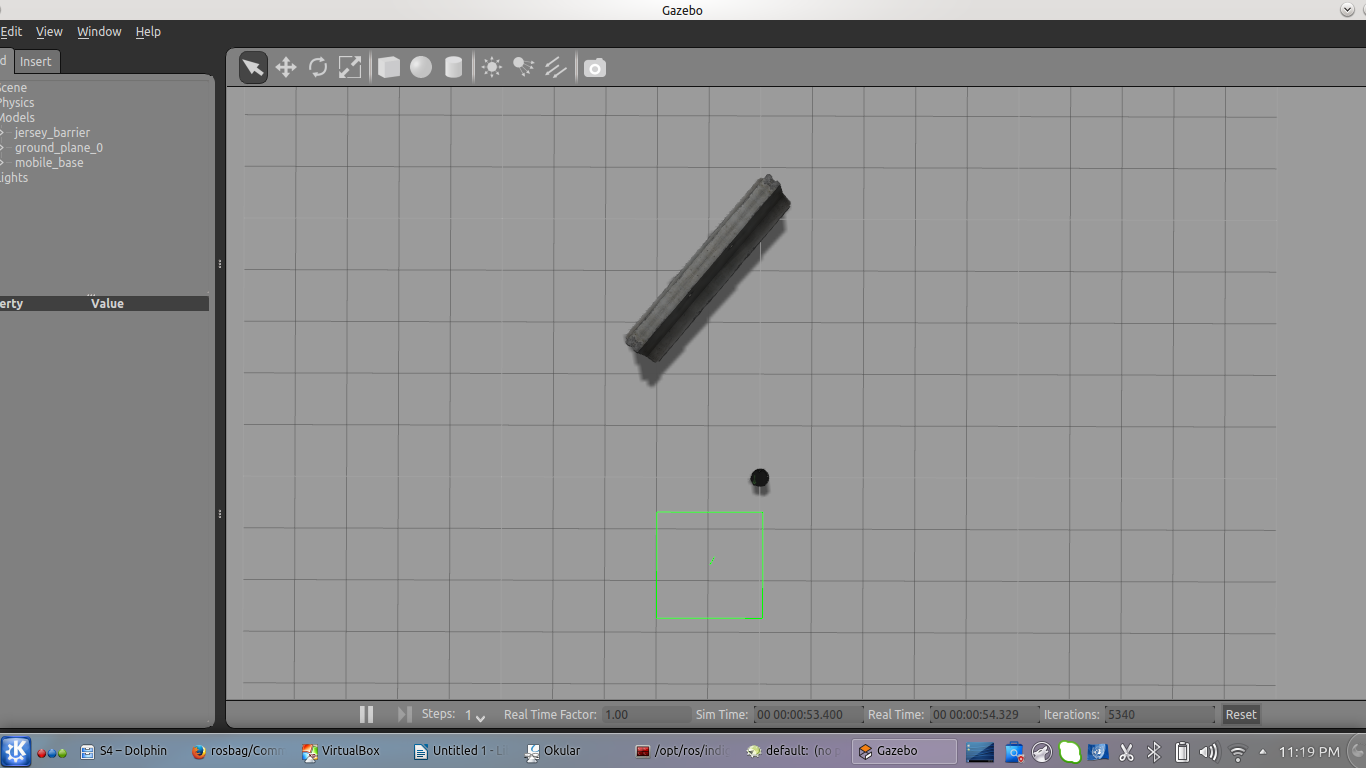 Gazebo
Edit View Window Help
d Insert
cene
Physics
Models
jersey_barrier
ground_plane_0
mobile_base
ights
erty Value
Steps: 1 Real Time Factor: 1.00 Sim Time: 00 00:00:53.400 Real Time: 00 00:00:54.329 Iterations: 5340 Reset
S4 – Dolphin rosbag/Comm VirtualBox Untitled 1 - L Okular /opt/ros/indi default: (no p Gazebo 11:19 PM